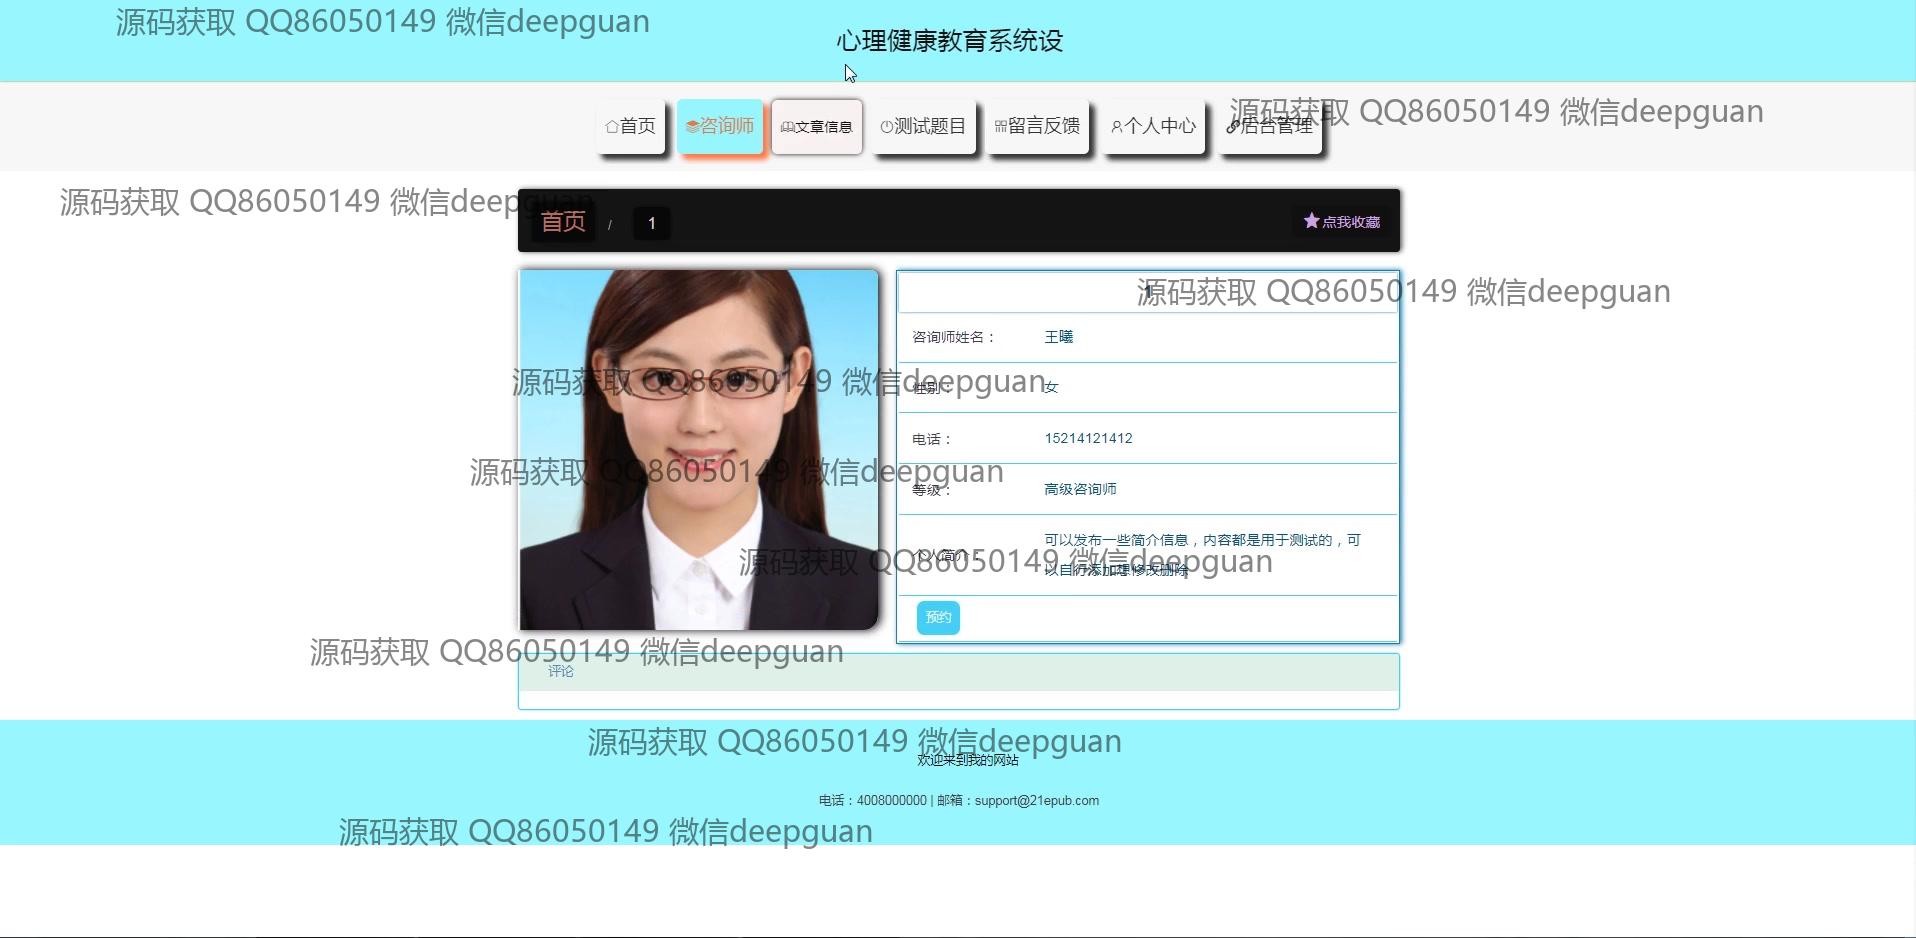 源码获取 QQ86050149 微信deepguan
心理健康教育系统设
首页
咨询师
文章信息
测试题目
留言反馈
个人中心
后台管理
源码获取 QQ86050149 微信deepguan
源码获取 QQ86050149 微信deepguan
首页 / 1
点我收藏
源码获取 QQ86050149 微信deepguan
1
咨询师姓名： 王曦
源码获取 QQ86050149 微信deepguan
性别： 女
电话： 15214121412
源码获取 QQ86050149 微信deepguan
等级： 高级咨询师
个人简介： 可以发布一些简介信息，内容都是用于测试的，可
以自行添加想修改删除
源码获取 QQ86050149 微信deepguan
预约
源码获取 QQ86050149 微信deepguan
评论
源码获取 QQ86050149 微信deepguan
欢迎来到我的网站
电话：4008000000 | 邮箱：support@21epub.com
源码获取 QQ86050149 微信deepguan